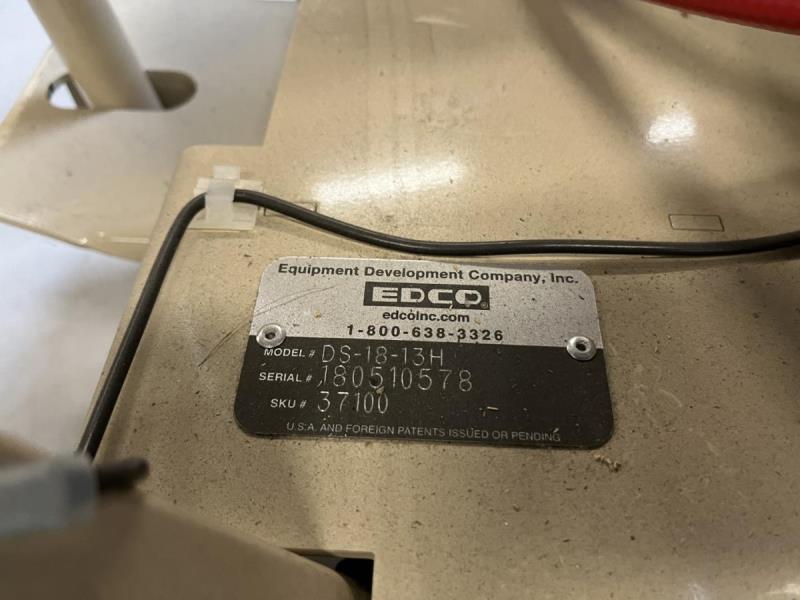 Equipment Development Company, Inc.
EDCO®
edcoinc.com
1-800-638-3326
MODEL # DS-18-13H
SERIAL # 180510578
SKU # 37100
U.S.A. AND FOREIGN PATENTS ISSUED OR PENDING